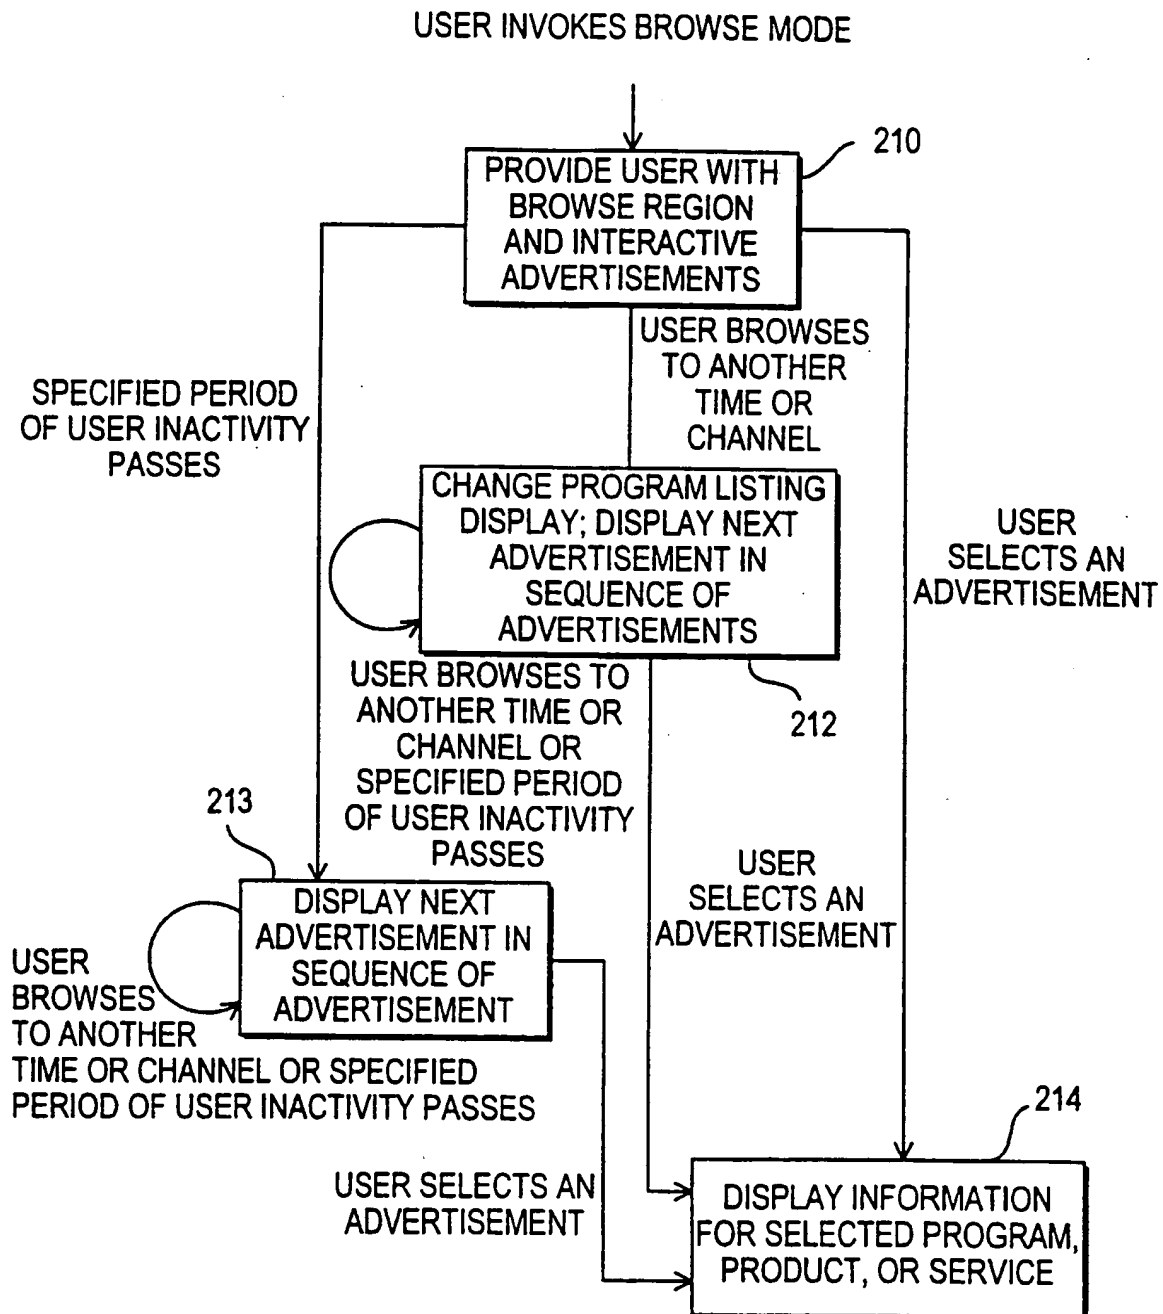 USER INVOKES BROWSE MODE
210
PROVIDE USER WITH
BROWSE REGION
AND INTERACTIVE
ADVERTISEMENTS
USER BROWSES
TO ANOTHER
TIME OR
CHANNEL
SPECIFIED PERIOD
OF USER INACTIVITY
PASSES
CHANGE PROGRAM LISTING
DISPLAY; DISPLAY NEXT
ADVERTISEMENT IN
SEQUENCE OF
ADVERTISEMENTS
USER
SELECTS AN
ADVERTISEMENT
212
USER BROWSES TO
ANOTHER TIME OR
CHANNEL OR
SPECIFIED PERIOD
OF USER INACTIVITY
PASSES
213
DISPLAY NEXT
ADVERTISEMENT IN
SEQUENCE OF
ADVERTISEMENT
USER
SELECTS AN
ADVERTISEMENT
USER
BROWSES
TO ANOTHER
TIME OR CHANNEL OR SPECIFIED
PERIOD OF USER INACTIVITY PASSES
USER SELECTS AN
ADVERTISEMENT
214
DISPLAY INFORMATION
FOR SELECTED PROGRAM,
PRODUCT, OR SERVICE